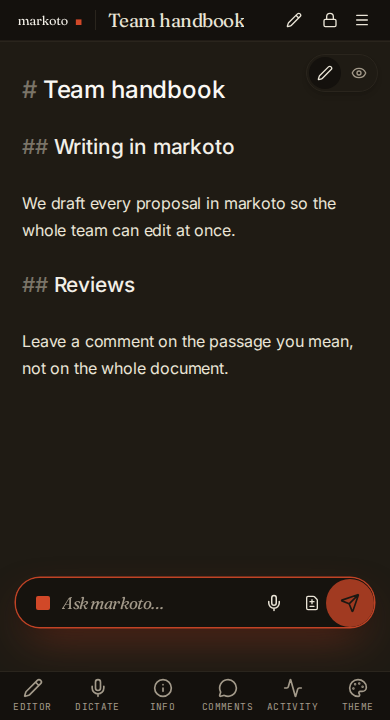 markoto
Team handbook
# Team handbook
## Writing in markoto
We draft every proposal in markoto so the
whole team can edit at once.
## Reviews
Leave a comment on the passage you mean,
not on the whole document.
Ask markoto...
EDITOR DICTATE INFO COMMENTS ACTIVITY THEME